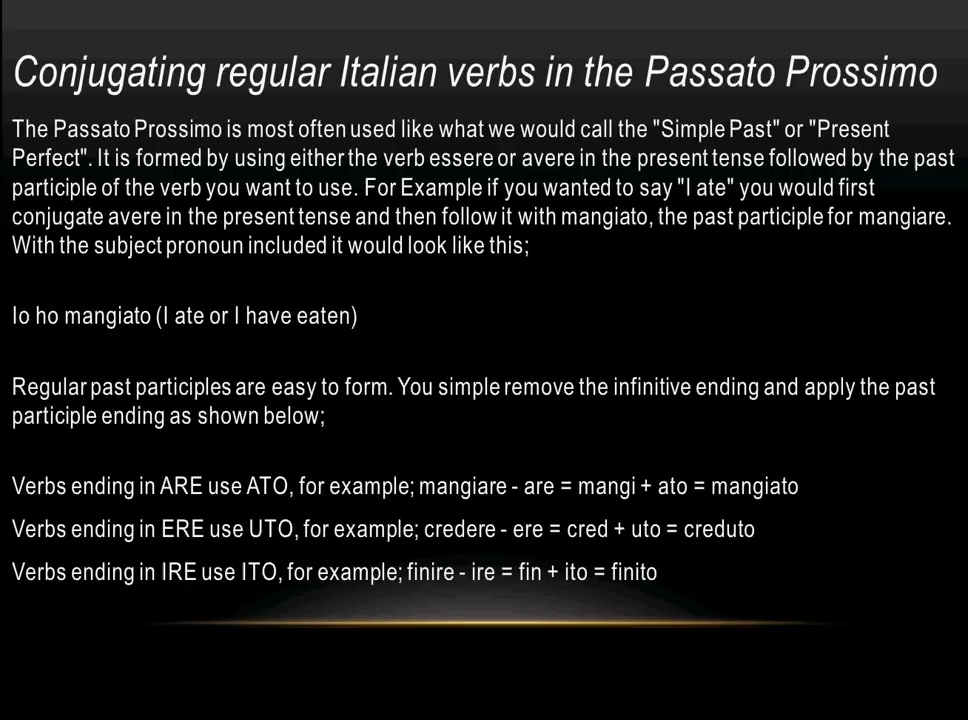 Conjugating regular Italian verbs in the Passato Prossimo
The Passato Prossimo is most often used like what we would call the "Simple Past" or "Present
Perfect". It is formed by using either the verb essere or avere in the present tense followed by the past
participle of the verb you want to use. For Example if you wanted to say "I ate" you would first
conjugate avere in the present tense and then follow it with mangiato, the past participle for mangiare.
With the subject pronoun included it would look like this;
Io ho mangiato (I ate or I have eaten)
Regular past participles are easy to form. You simple remove the infinitive ending and apply the past
participle ending as shown below;
Verbs ending in ARE use ATO, for example; mangiare - are = mangi + ato = mangiato
Verbs ending in ERE use UTO, for example; credere - ere = cred + uto = creduto
Verbs ending in IRE use ITO, for example; finire - ire = fin + ito = finito